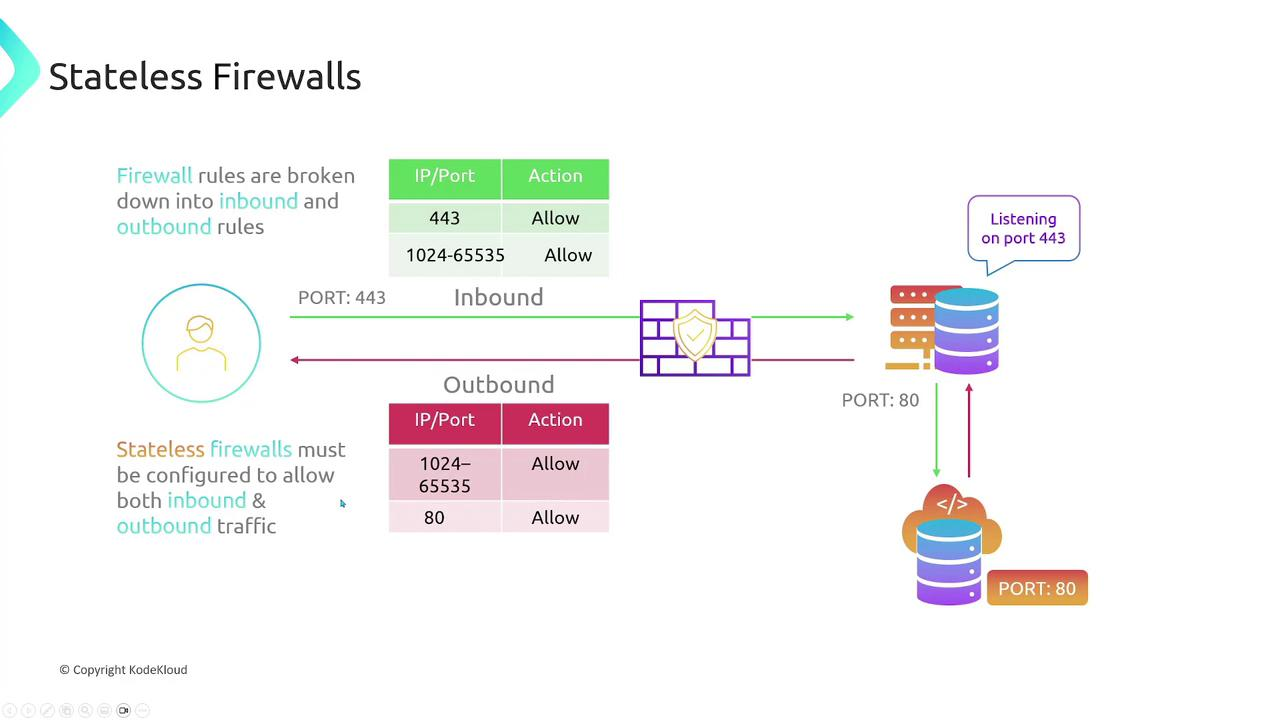 Stateless Firewalls
Firewall rules are broken
down into inbound and
outbound rules
IP/Port Action
443 Allow
1024-65535 Allow
Listening
on port 443
PORT: 443
Inbound
Outbound
PORT: 80
IP/Port Action
1024–
65535 Allow
80 Allow
Stateless firewalls must
be configured to allow
both inbound &
outbound traffic
</>
PORT: 80
© Copyright KodeKloud